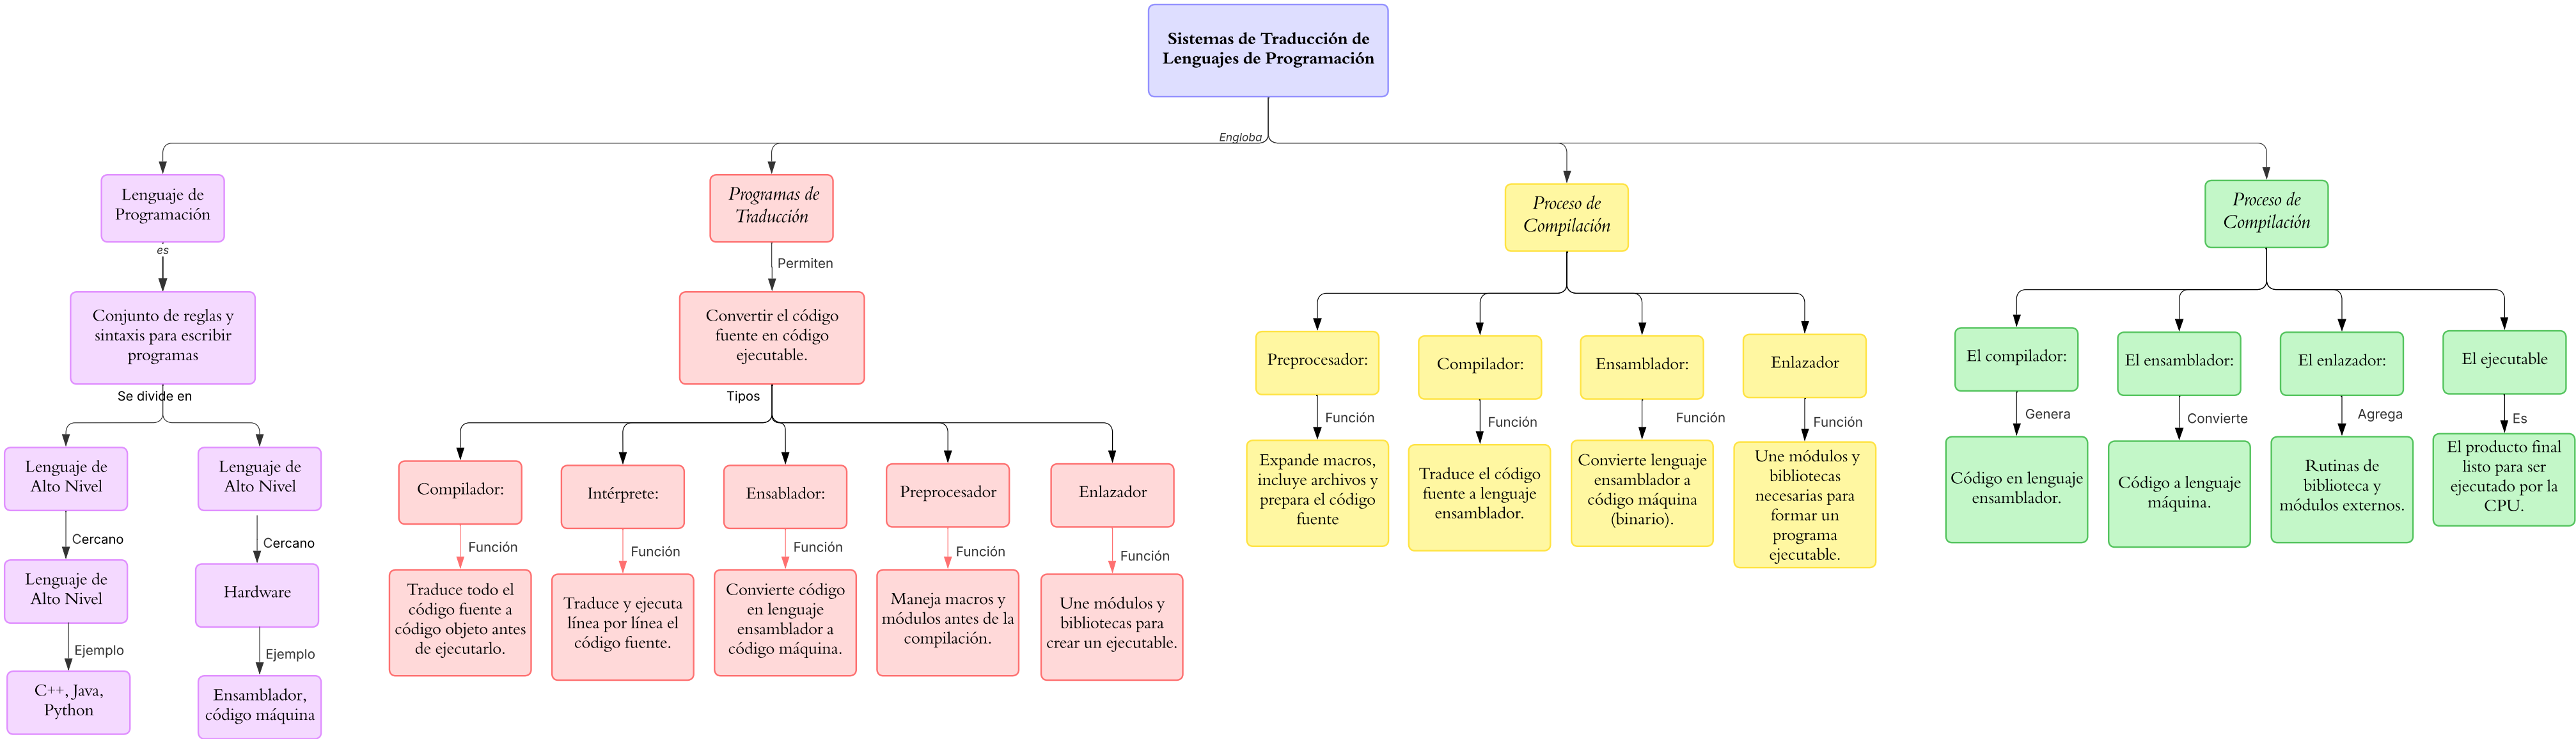 Sistemas de Traducción de
Lenguajes de Programación
Engloba
Lenguaje de
Programación
es
Conjunto de reglas y
sintaxis para escribir
programas
Se divide en
Lenguaje de
Alto Nivel
Cercano
Lenguaje de
Alto Nivel
Ejemplo
C++, Java,
Python
Lenguaje de
Alto Nivel
Cercano
Hardware
Ejemplo
Ensamblador,
código máquina
Programas de
Traducción
Permiten
Convertir el código
fuente en código
ejecutable.
Tipos
Compilador:
Función
Traduce todo el
código fuente a
código objeto antes
de ejecutarlo.
Intérprete:
Función
Traduce y ejecuta
línea por línea el
código fuente.
Ensablador:
Función
Convierte código
en lenguaje
ensamblador a
código máquina.
Preprocesador
Función
Maneja macros y
módulos antes de la
compilación.
Enlazador
Función
Une módulos y
bibliotecas para
crear un ejecutable.
Proceso de
Compilación
Preprocesador:
Función
Expande macros,
incluye archivos y
prepara el código
fuente
Compilador:
Función
Traduce el código
fuente a lenguaje
ensamblador.
Ensamblador:
Función
Convierte lenguaje
ensamblador a
código máquina
(binario).
Enlazador
Función
Une módulos y
bibliotecas
necesarias para
formar un
programa
ejecutable.
Proceso de
Compilación
El compilador:
Genera
Código en lenguaje
ensamblador.
El ensamblador:
Convierte
Código a lenguaje
máquina.
El enlazador:
Agrega
Rutinas de
biblioteca y
módulos externos.
El ejecutable
Es
El producto final
listo para ser
ejecutado por la
CPU.